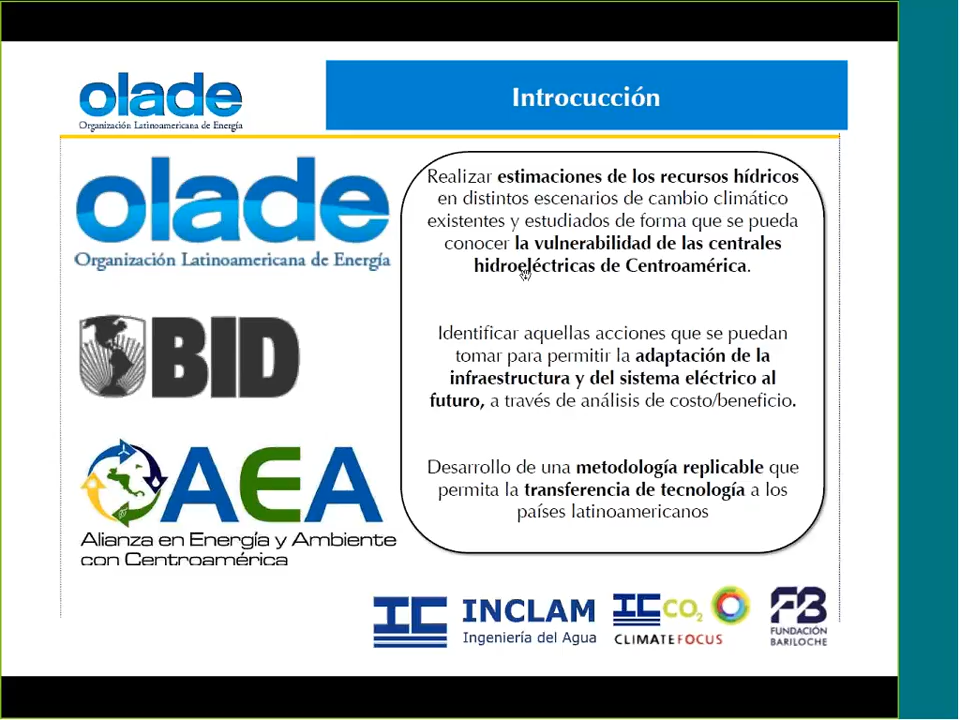 olade
Organización Latinoamericana de Energía
Introcucción
olade
Organización Latinoamericana de Energía
BID
AEA
Alianza en Energía y Ambiente
con Centroamérica
Realizar estimaciones de los recursos hídricos
en distintos escenarios de cambio climático
existentes y estudiados de forma que se pueda
conocer la vulnerabilidad de las centrales
hidroeléctricas de Centroamérica.
Identificar aquellas acciones que se puedan
tomar para permitir la adaptación de la
infraestructura y del sistema eléctrico al
futuro, a través de análisis de costo/beneficio.
Desarrollo de una metodología replicable que
permita la transferencia de tecnología a los
países latinoamericanos
IC INCLAM
Ingeniería del Agua
IC CO2
CLIMATEFOCUS
FB
FUNDACIÓN
BARILOCHE